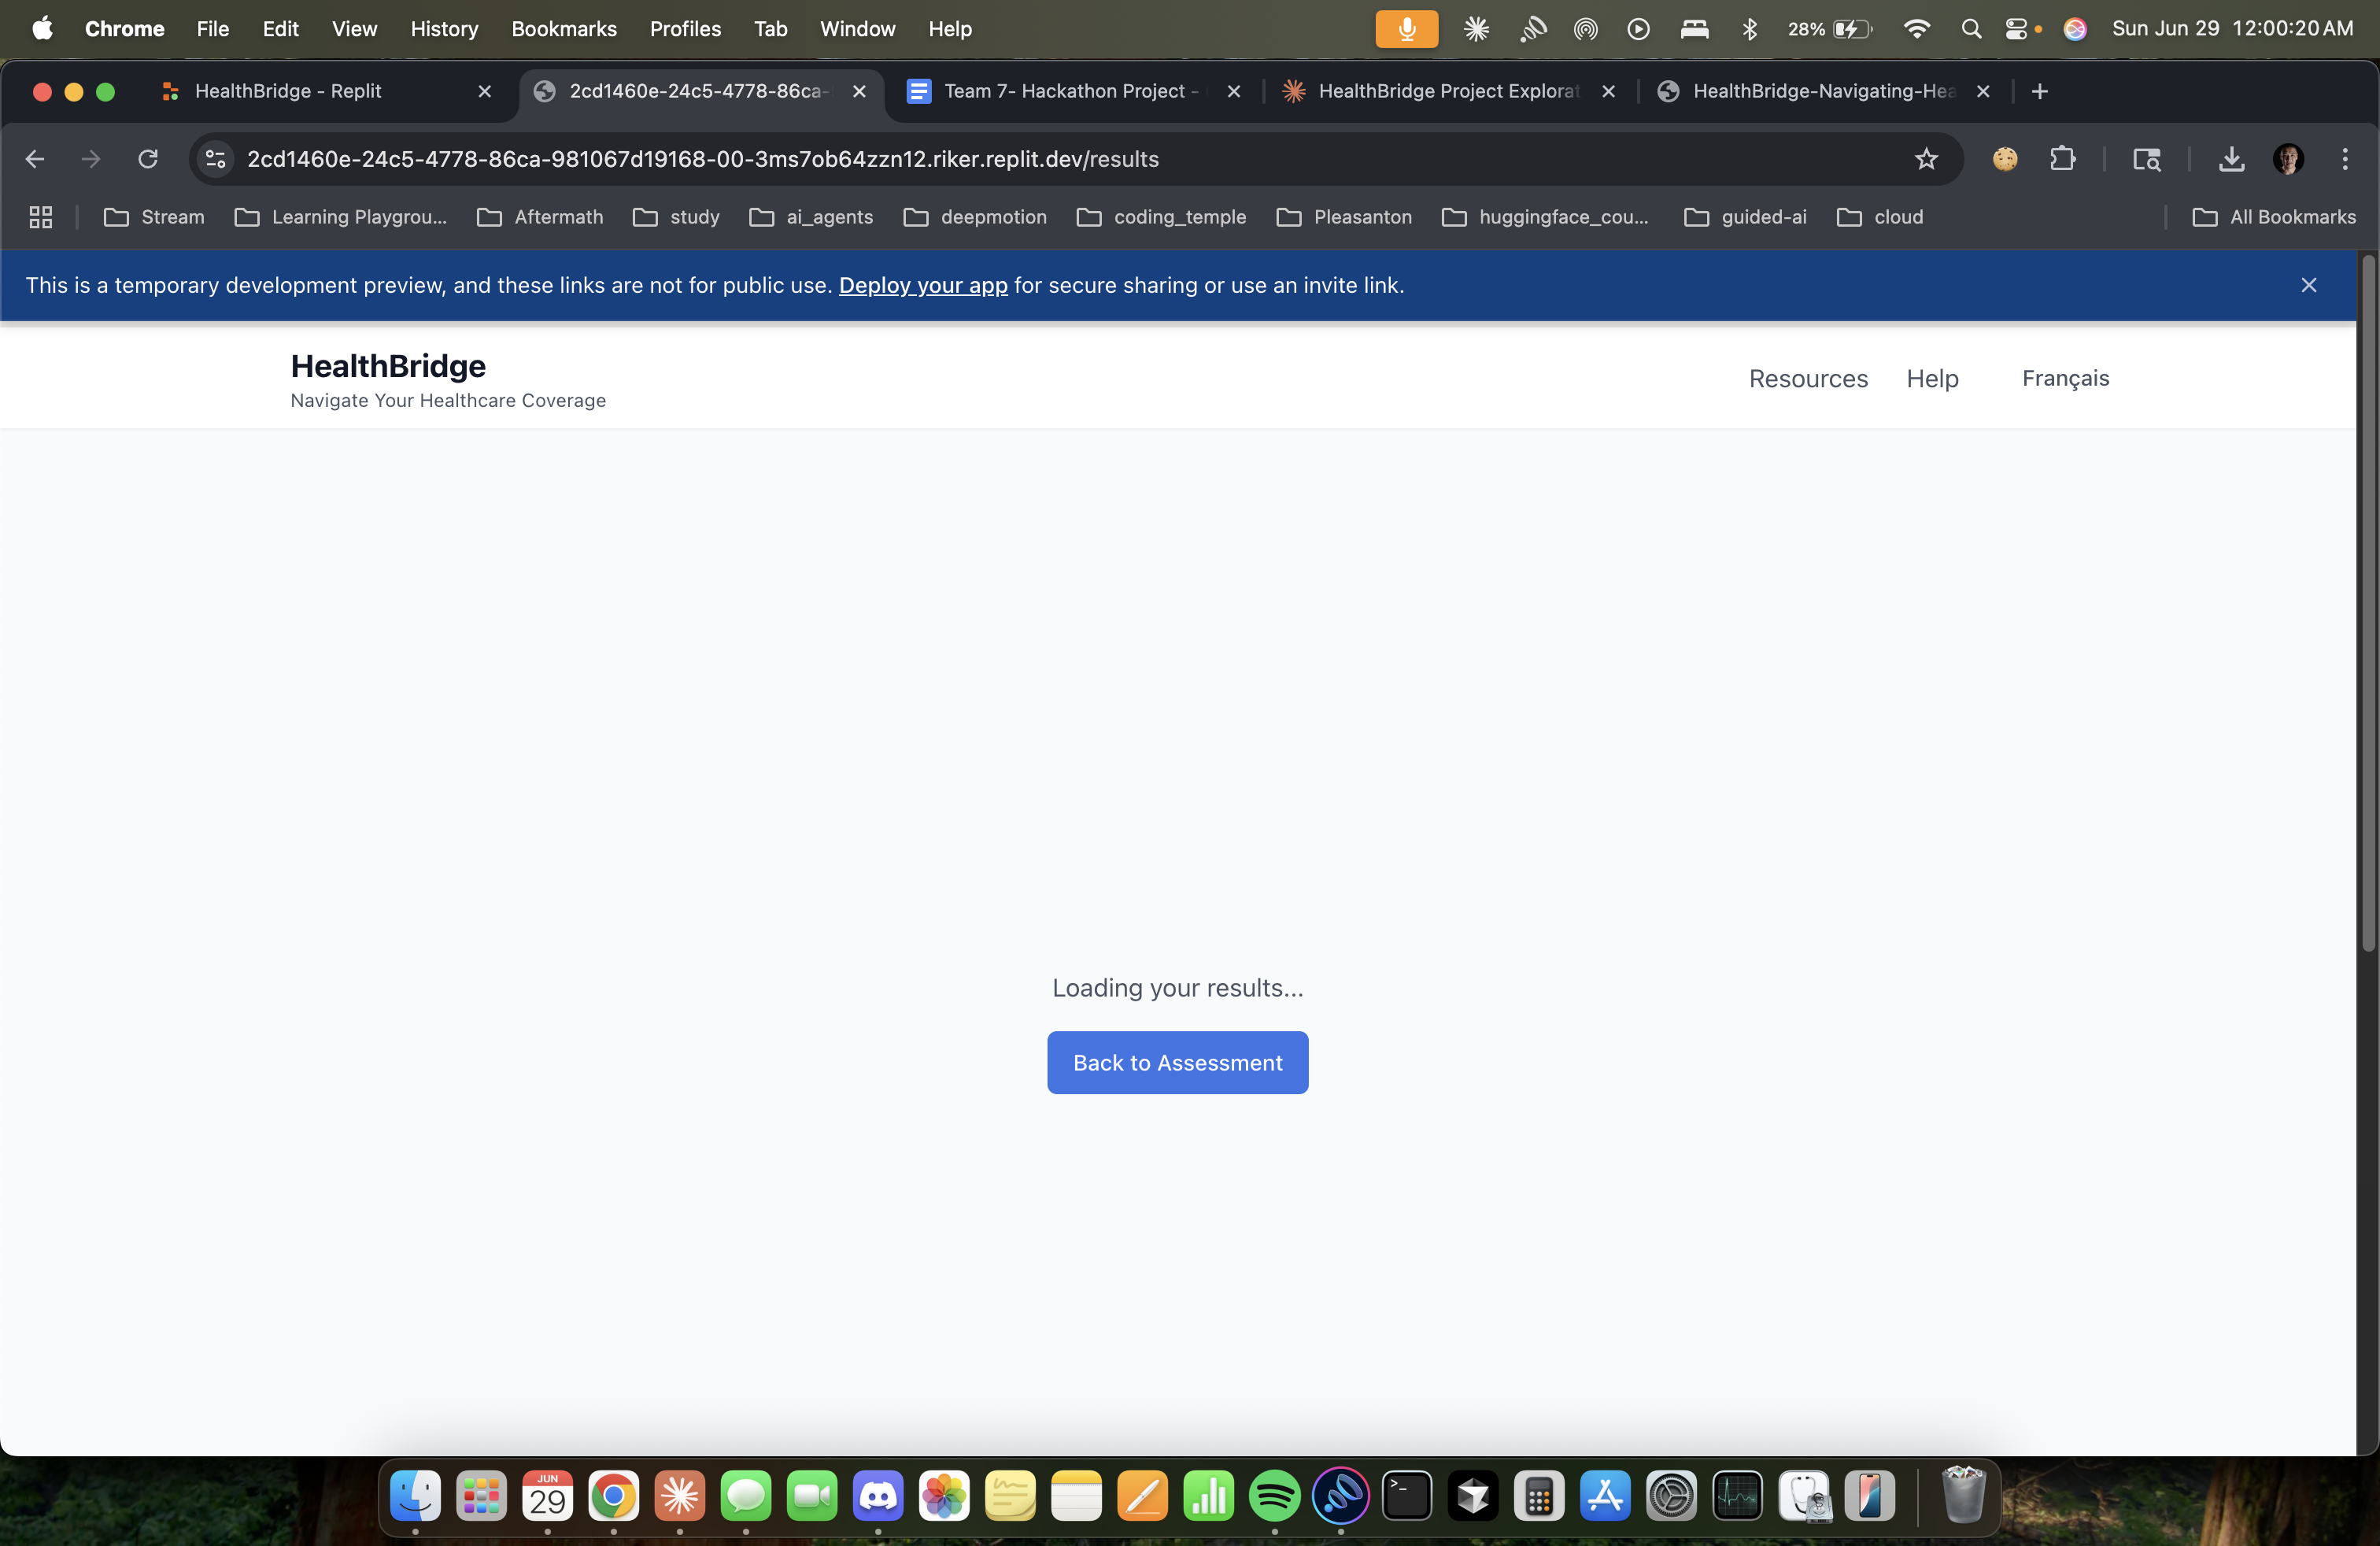 Chrome File Edit View History Bookmarks Profiles Tab Window Help 28% Sun Jun 29 12:00:20 AM
HealthBridge - Replit 2cd1460e-24c5-4778-86ca- Team 7- Hackathon Project - HealthBridge Project Explorat HealthBridge-Navigating-Hea
2cd1460e-24c5-4778-86ca-981067d19168-00-3ms7ob64zzn12.riker.replit.dev/results
Stream Learning Playgrou... Aftermath study ai_agents deepmotion coding_temple Pleasanton huggingface_cou... guided-ai cloud All Bookmarks
This is a temporary development preview, and these links are not for public use. Deploy your app for secure sharing or use an invite link.
HealthBridge
Navigate Your Healthcare Coverage
Resources Help Français
Loading your results...
Back to Assessment
JUN
29